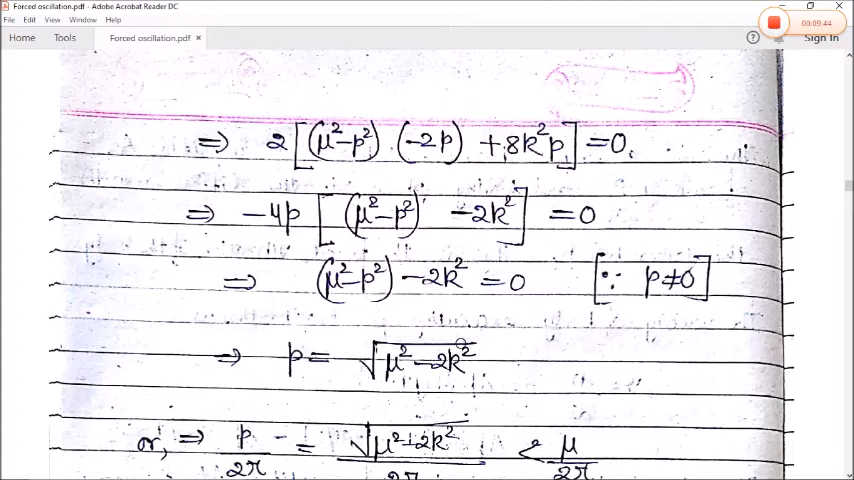 Forced oscillation.pdf - Adobe Acrobat Reader DC
File Edit View Window Help
00:09:44
Home Tools Forced oscillation.pdf × Sign In
⇒ 2[(μ²-p²)·(-2p) + 8k²p] = 0.
⇒ -4p[(μ²-p²) - 2k²] = 0
⇒ (μ²-p²) - 2k² = 0 [∵ p≠0]
⇒ p = √(μ²-2k²)
or, ⇒ p/2π = √(μ²-2k²)/2π < μ/2π